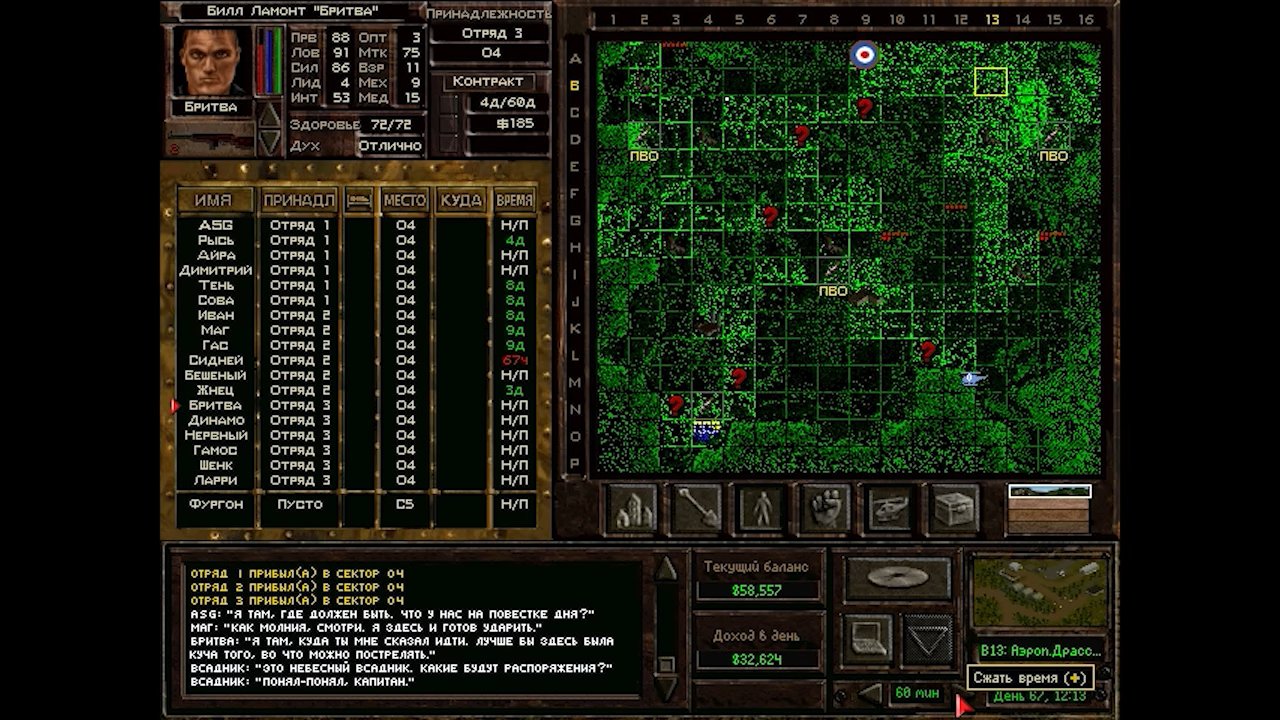 Билл Ламонт "Бритва"
Бритва
Прв 88 Опт 3
Лов 91 Мтк 75
Сил 86 Взр 11
Лид 4 Мех 9
Инт 53 Мед 15
Здоровье 72/72
Дух Отлично
Принадлежность
Отряд 3
O4
Контракт
4д/60д
$185
Имя Принадл Место Куда Время
ASG Отряд 1 O4 Н/П
Рысь Отряд 1 O4 4д
Айра Отряд 1 O4 Н/П
Димитрий Отряд 1 O4 Н/П
Тень Отряд 1 O4 8д
Сова Отряд 1 O4 8д
Иван Отряд 2 O4 8д
Маг Отряд 2 O4 9д
Гас Отряд 2 O4 9д
Сидней Отряд 2 O4 67ч
Бешеный Отряд 2 O4 Н/П
Жнец Отряд 2 O4 3д
Бритва Отряд 3 O4 Н/П
Динамо Отряд 3 O4 Н/П
Нервный Отряд 3 O4 Н/П
Гамос Отряд 3 O4 Н/П
Шенк Отряд 3 O4 Н/П
Ларри Отряд 3 O4 Н/П
Фургон Пусто C5 Н/П
1 2 3 4 5 6 7 8 9 10 11 12 13 14 15 16
A
B
C
D
E
F
G
H
I
J
K
L
M
N
O
P
?
?
ПВО
ПВО
?
ПВО
?
?
?
Отряд 1 прибыл(а) в сектор O4
Отряд 2 прибыл(а) в сектор O4
Отряд 3 прибыл(а) в сектор O4
ASG: "Я там, где должен быть. Что у нас на повестке дня?"
Маг: "Как молния. Смотри, я здесь и готов ударить."
Бритва: "Я там, куда ты мне сказал идти. Лучше бы здесь была
куча того, во что можно пострелять."
Всадник: "Это Небесный Всадник. Какие будут распоряжения?"
Всадник: "Понял-понял, капитан."
Текущий баланс
$58,557
Доход в день
$32,624
B13: Аэроп.Драсс...
Сжать время (+)
60 мин
День 67, 12:13